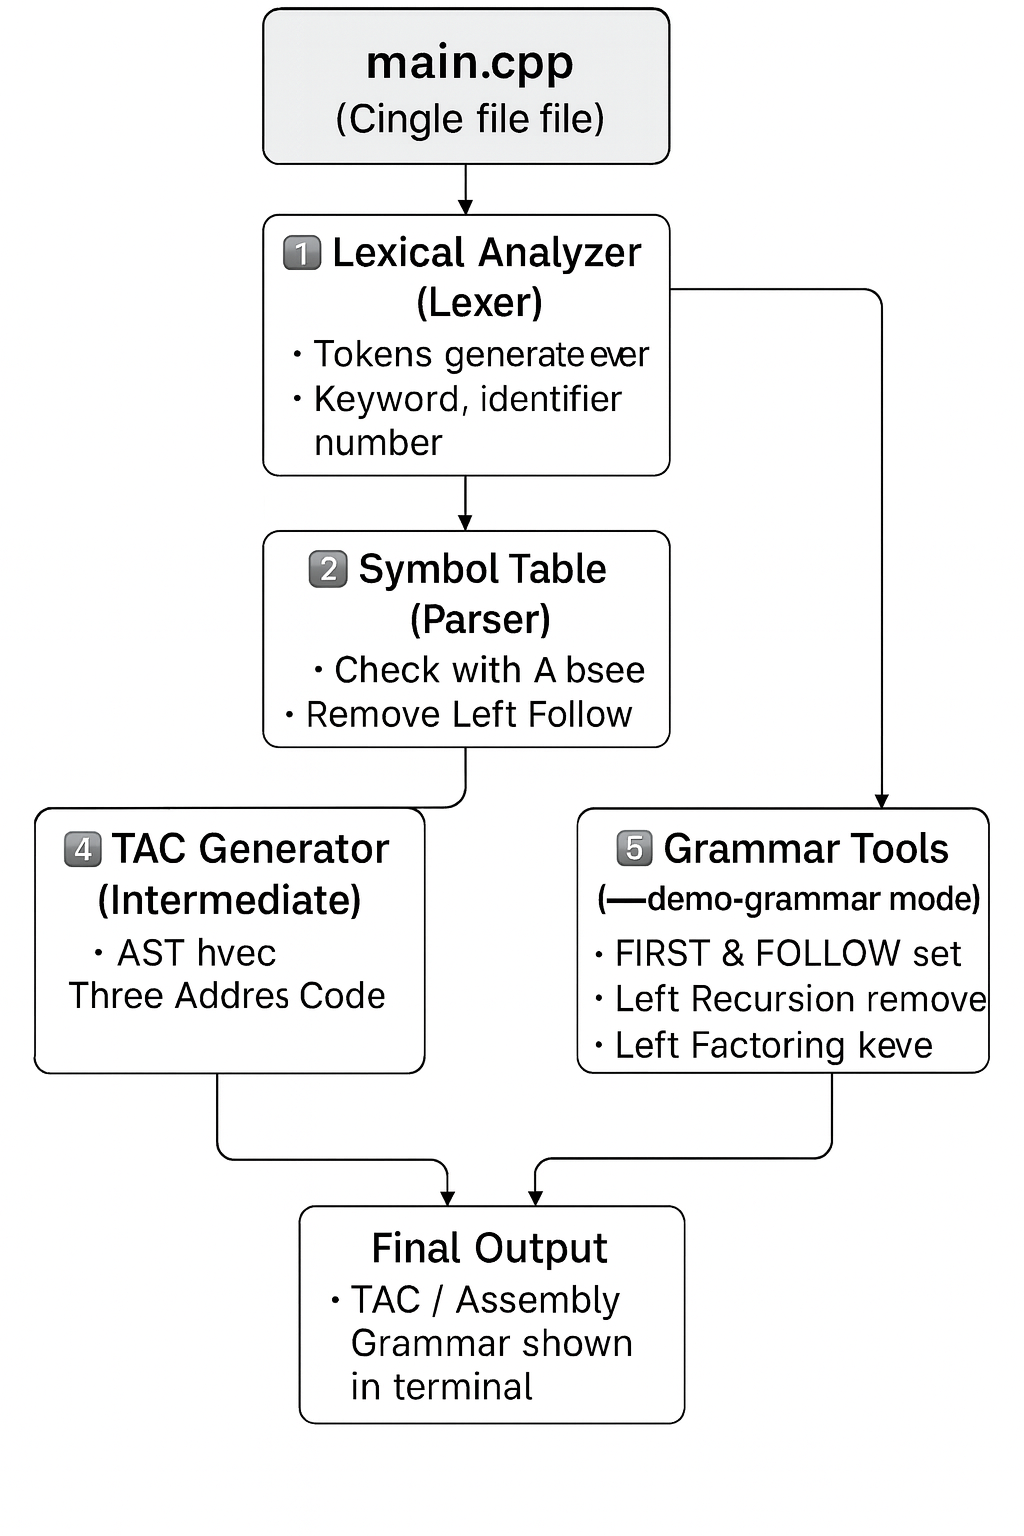 main.cpp
(Cingle file file)
1 Lexical Analyzer
(Lexer)
• Tokens generate ever
• Keyword, identifier
number
2 Symbol Table
(Parser)
• Check with A bsee
• Remove Left Follow
4 TAC Generator
(Intermediate)
• AST hvec
Three Addres Code
5 Grammar Tools
(—demo-grammar mode)
• FIRST & FOLLOW set
• Left Recursion remove
• Left Factoring keve
Final Output
• TAC / Assembly
Grammar shown
in terminal